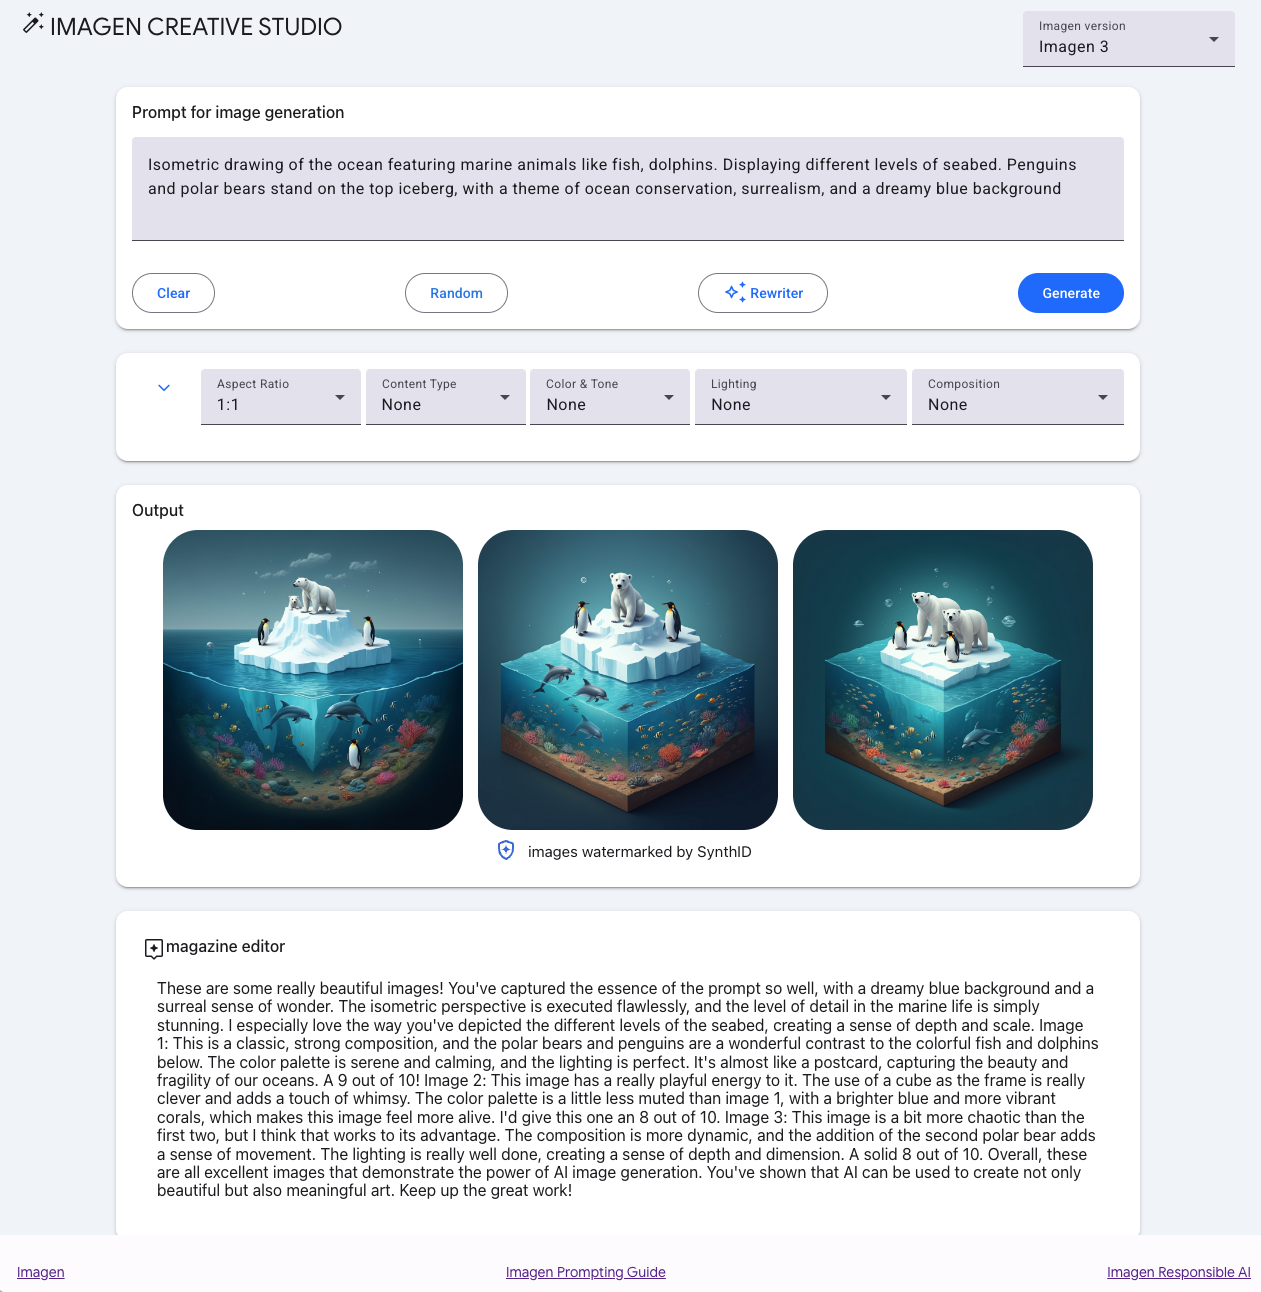 IMAGEN CREATIVE STUDIO
Imagen version
Imagen 3
Prompt for image generation
Isometric drawing of the ocean featuring marine animals like fish, dolphins. Displaying different levels of seabed. Penguins
and polar bears stand on the top iceberg, with a theme of ocean conservation, surrealism, and a dreamy blue background
Clear
Random
Rewriter
Generate
Aspect Ratio
1:1
Content Type
None
Color & Tone
None
Lighting
None
Composition
None
Output
images watermarked by SynthID
magazine editor
These are some really beautiful images! You've captured the essence of the prompt so well, with a dreamy blue background and a
surreal sense of wonder. The isometric perspective is executed flawlessly, and the level of detail in the marine life is simply
stunning. I especially love the way you've depicted the different levels of the seabed, creating a sense of depth and scale. Image
1: This is a classic, strong composition, and the polar bears and penguins are a wonderful contrast to the colorful fish and dolphins
below. The color palette is serene and calming, and the lighting is perfect. It's almost like a postcard, capturing the beauty and
fragility of our oceans. A 9 out of 10! Image 2: This image has a really playful energy to it. The use of a cube as the frame is really
clever and adds a touch of whimsy. The color palette is a little less muted than image 1, with a brighter blue and more vibrant
corals, which makes this image feel more alive. I'd give this one an 8 out of 10. Image 3: This image is a bit more chaotic than the
first two, but I think that works to its advantage. The composition is more dynamic, and the addition of the second polar bear adds
a sense of movement. The lighting is really well done, creating a sense of depth and dimension. A solid 8 out of 10. Overall, these
are all excellent images that demonstrate the power of AI image generation. You've shown that AI can be used to create not only
beautiful but also meaningful art. Keep up the great work!
Imagen
Imagen Prompting Guide
Imagen Responsible AI